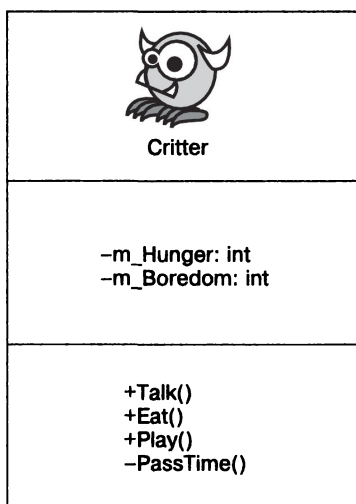 Critter
–m_Hunger: int
–m_Boredom: int
+Talk()
+Eat()
+Play()
–PassTime()